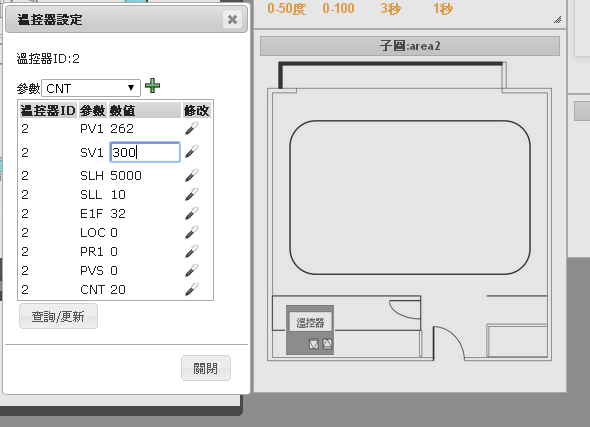 溫控器設定
溫控器ID:2
參數 CNT
溫控器ID 參數 數值 修改
2 PV1 262
2 SV1 300
2 SLH 5000
2 SLL 10
2 E1F 32
2 LOC 0
2 PR1 0
2 PVS 0
2 CNT 20
查詢/更新
關閉
0-50度 0-100 3秒 1秒
子圖:area2
溫控器